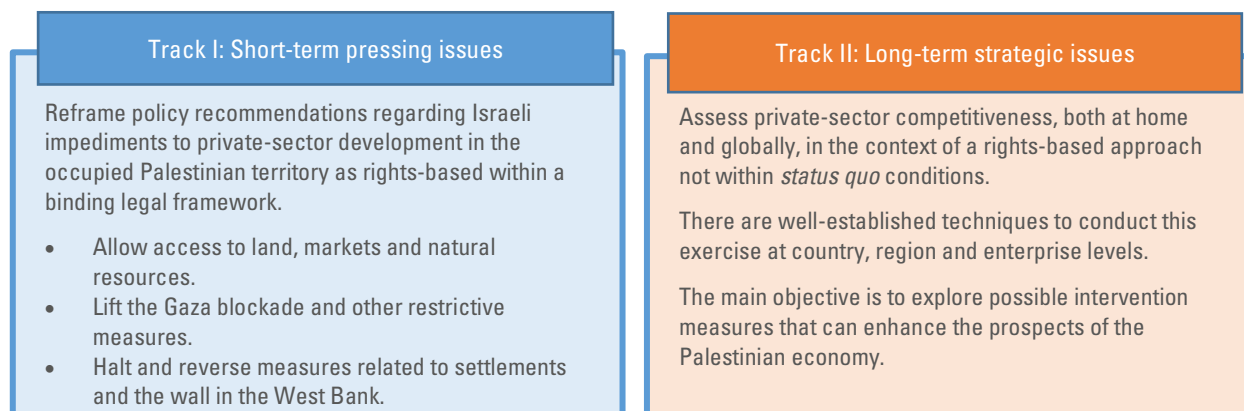 Track I: Short-term pressing issues
Reframe policy recommendations regarding Israeli
impediments to private-sector development in the
occupied Palestinian territory as rights-based within a
binding legal framework.
• Allow access to land, markets and natural
resources.
• Lift the Gaza blockade and other restrictive
measures.
• Halt and reverse measures related to settlements
and the wall in the West Bank.
Track II: Long-term strategic issues
Assess private-sector competitiveness, both at home
and globally, in the context of a rights-based approach
not within status quo conditions.
There are well-established techniques to conduct this
exercise at country, region and enterprise levels.
The main objective is to explore possible intervention
measures that can enhance the prospects of the
Palestinian economy.